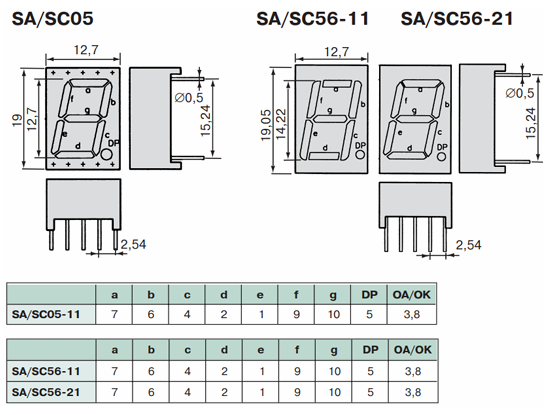 SA/SC05
SA/SC56-11
SA/SC56-21
12,7
12,7
19
12,7
a
f
b
g
e
c
d
DP
Ø0,5
15,24
19,05
14,22
a
f
b
g
e
c
d
DP
a
f
b
g
e
c
d
DP
Ø0,5
15,24
2,54
2,54
a b c d e f g DP OA/OK
SA/SC05-11 7 6 4 2 1 9 10 5 3,8
a b c d e f g DP OA/OK
SA/SC56-11 7 6 4 2 1 9 10 5 3,8
SA/SC56-21 7 6 4 2 1 9 10 5 3,8